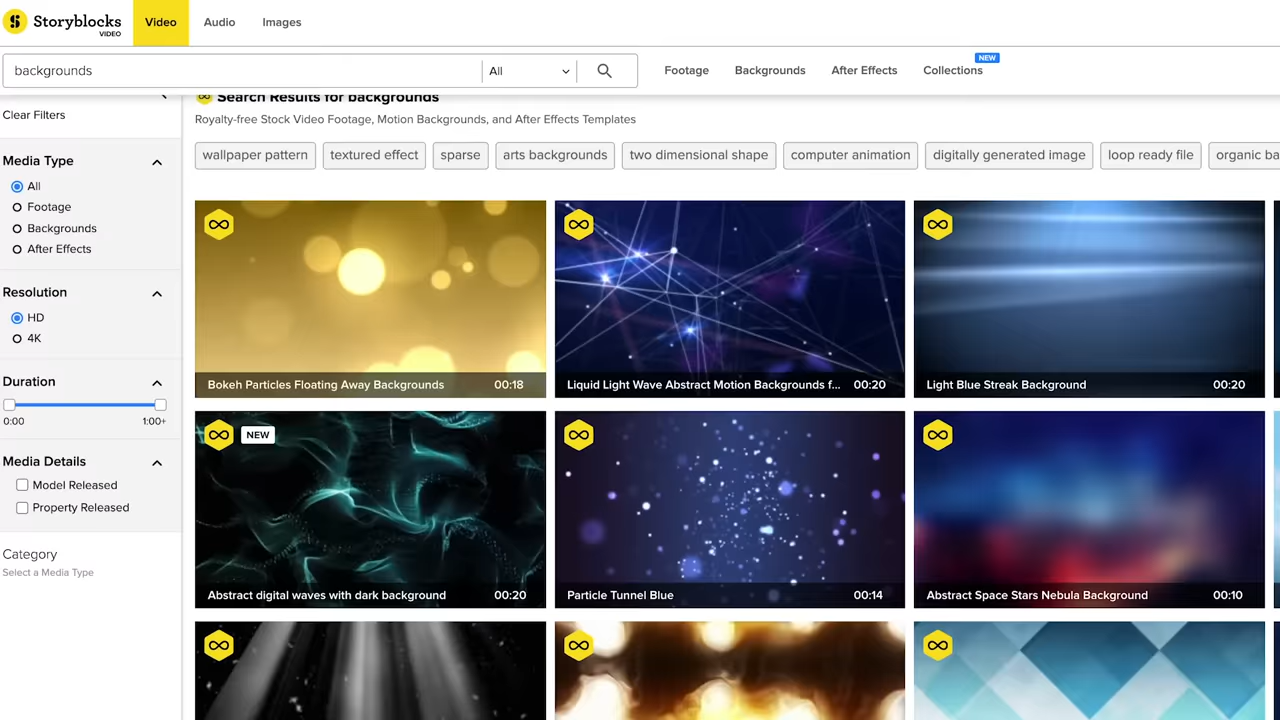 Storyblocks
VIDEO
Video
Audio
Images
backgrounds
All
Footage
Backgrounds
After Effects
Collections
NEW
Clear Filters
Media Type
All
Footage
Backgrounds
After Effects
Resolution
HD
4K
Duration
0:00
1:00+
Media Details
Model Released
Property Released
Category
Select a Media Type
Search Results for backgrounds
Royalty-free Stock Video Footage, Motion Backgrounds, and After Effects Templates
wallpaper pattern
textured effect
sparse
arts backgrounds
two dimensional shape
computer animation
digitally generated image
loop ready file
organic ba
Bokeh Particles Floating Away Backgrounds 00:18
Liquid Light Wave Abstract Motion Backgrounds f... 00:20
Light Blue Streak Background 00:20
NEW
Abstract digital waves with dark background 00:20
Particle Tunnel Blue 00:14
Abstract Space Stars Nebula Background 00:10